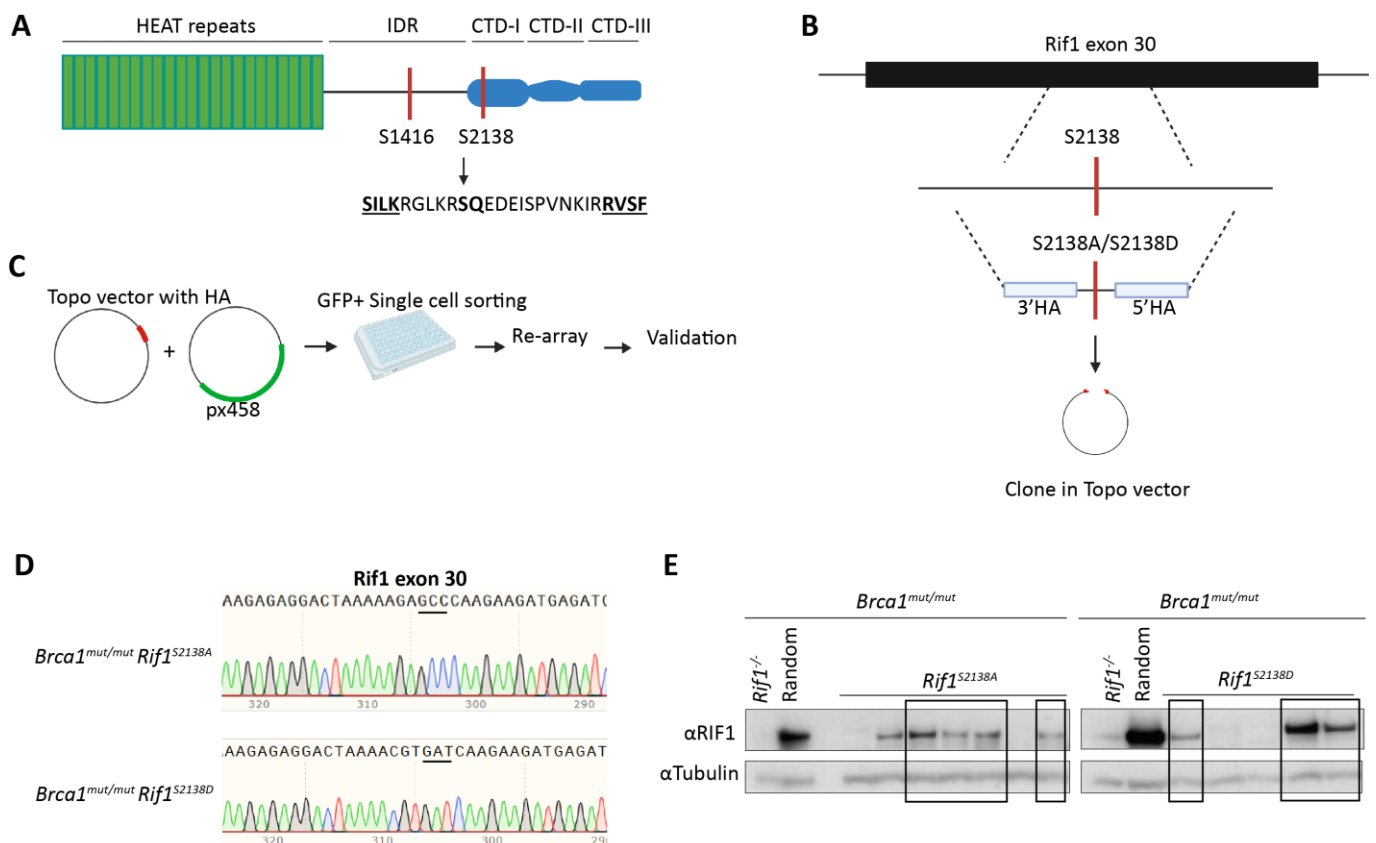 A
HEAT repeats IDR CTD-I CTD-II CTD-III
S1416 S2138
SILKRGLKRSQEDEISPVNKIRRVSF
B
Rif1 exon 30
S2138
S2138A/S2138D
3'HA 5'HA
Clone in Topo vector
C
Topo vector with HA
+
px458
GFP+ Single cell sorting
Re-array
Validation
D
Rif1 exon 30
AAGAGAGGACTAAAAAGAGCCCAAGAAGATGAGATC
Brca1mut/mut Rif1S2138A
320 310 300 290
AAGAGAGGACTAAAACGTGATCAAGAAGATGAGAT
Brca1mut/mut Rif1S2138D
320 310 300 290
E
Brca1mut/mut Brca1mut/mut
Rif1-/- Random Rif1S2138A Rif1-/- Random Rif1S2138D
αRIF1
αTubulin